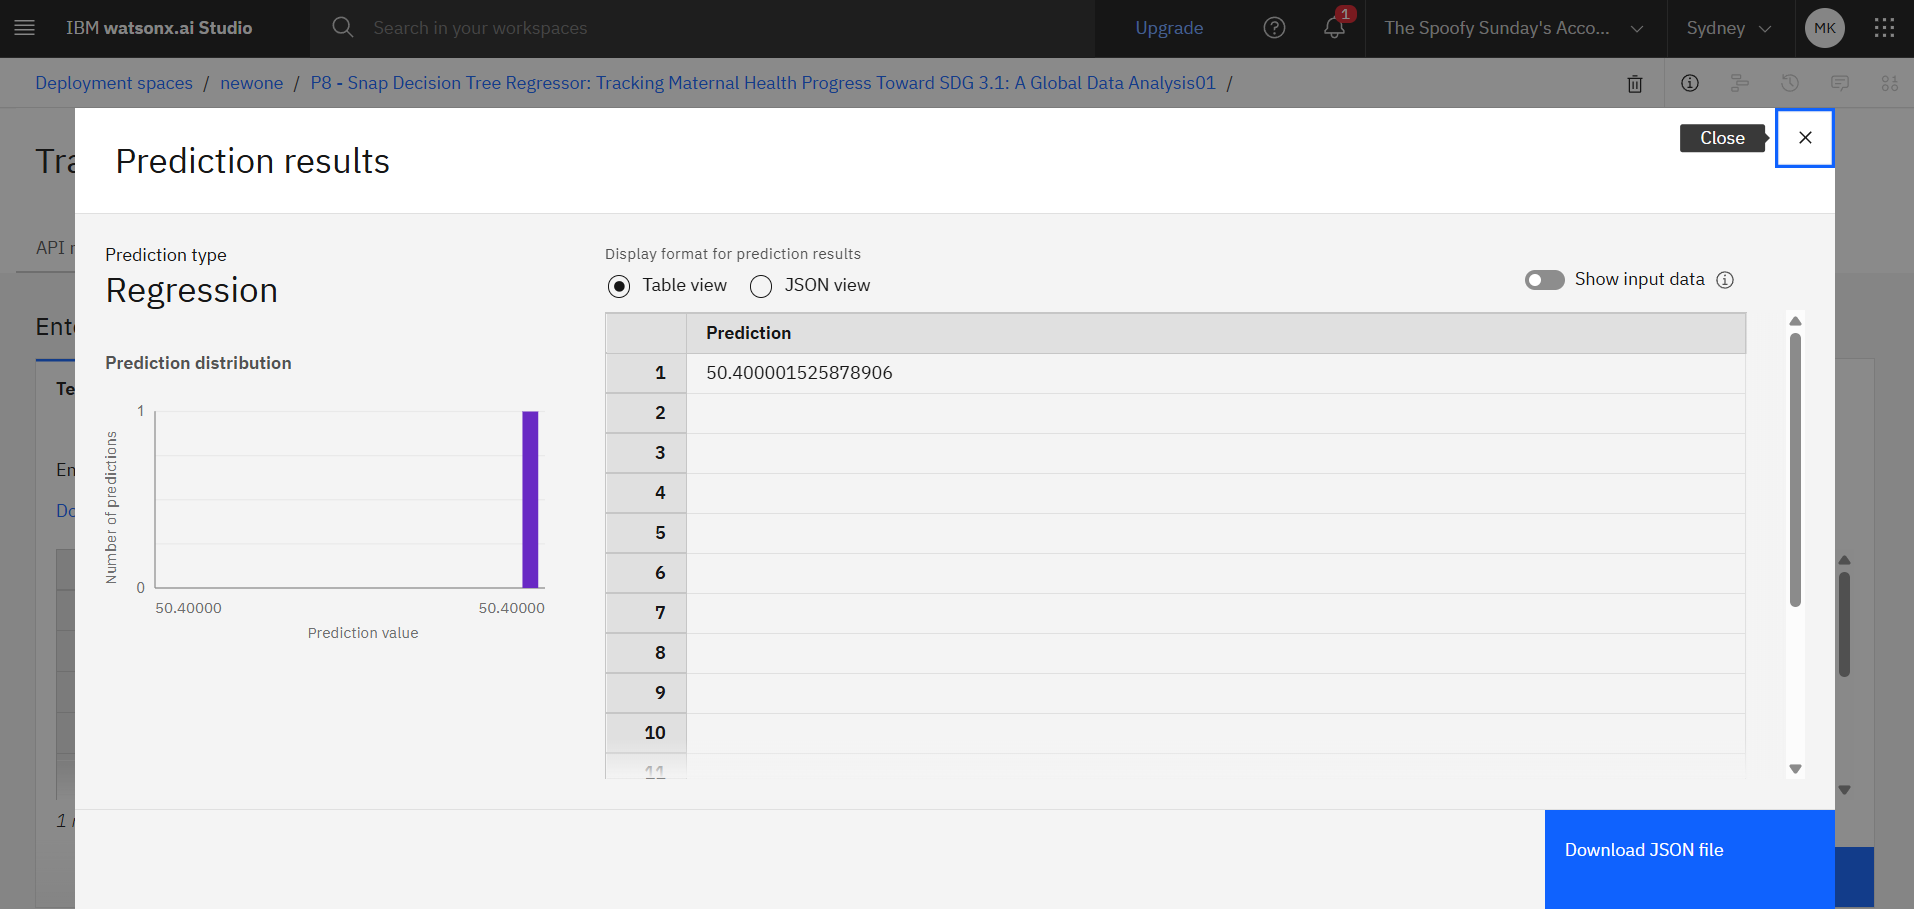 IBM watsonx.ai Studio
Search in your workspaces
Upgrade
1
The Spoofy Sunday's Acco...
Sydney
MK
Deployment spaces / newone / P8 - Snap Decision Tree Regressor: Tracking Maternal Health Progress Toward SDG 3.1: A Global Data Analysis01 /
Tra
Prediction results
Close
API r
Prediction type
Regression
Display format for prediction results
Table view
JSON view
Show input data
Ente
Prediction distribution
Te
En
Do
1
0
Number of predictions
50.40000
50.40000
Prediction value
Prediction
1 50.400001525878906
2
3
4
5
6
7
8
9
10
11
1
Download JSON file